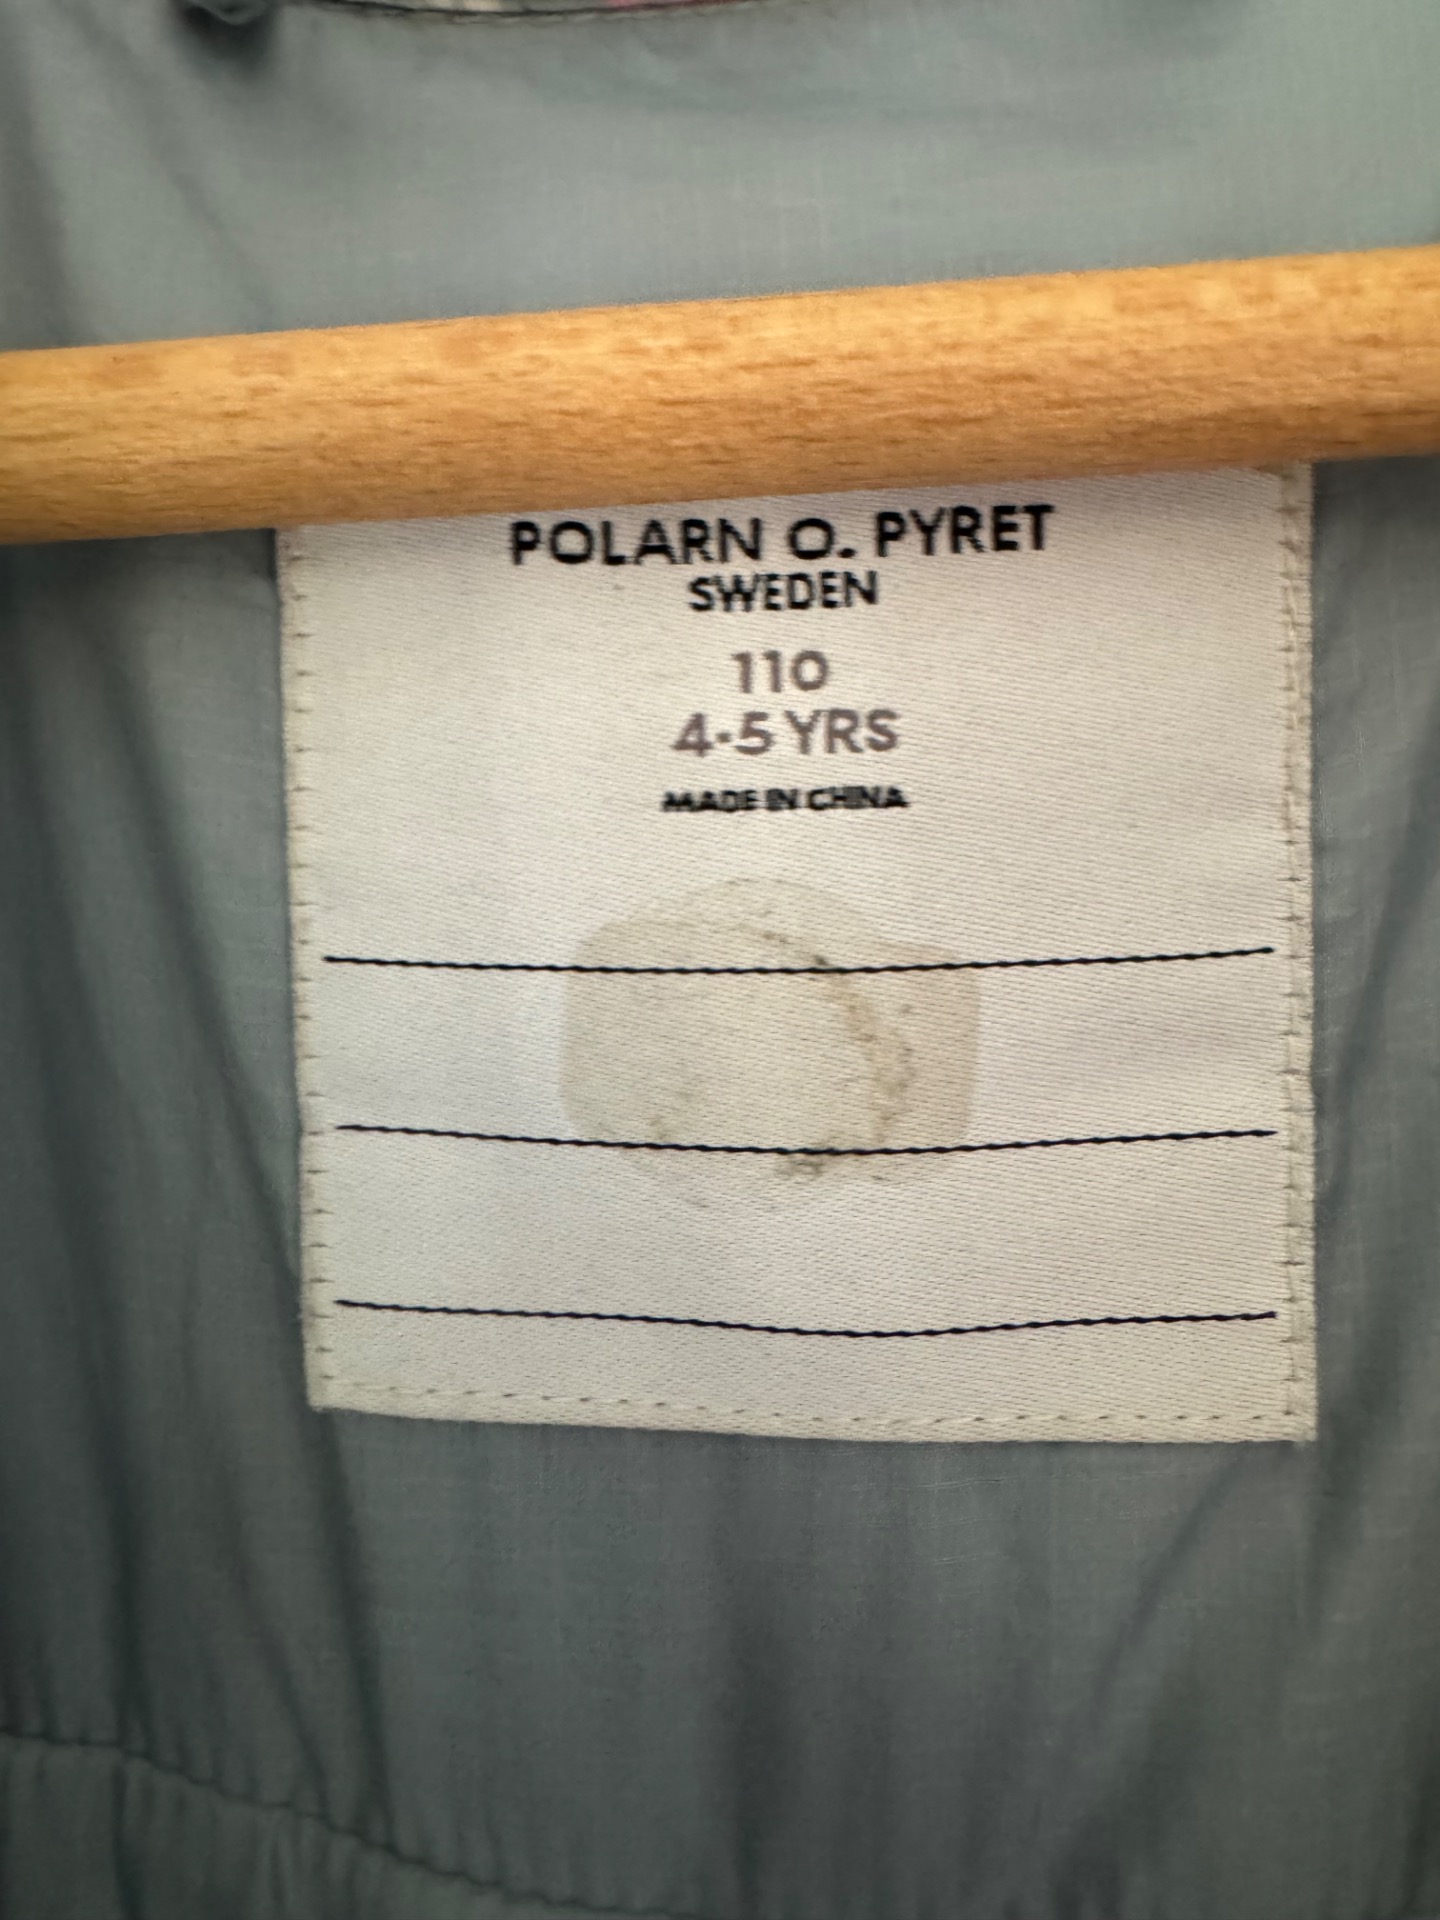 POLARN O. PYRET
SWEDEN
110
4-5 YRS
MADE IN CHINA